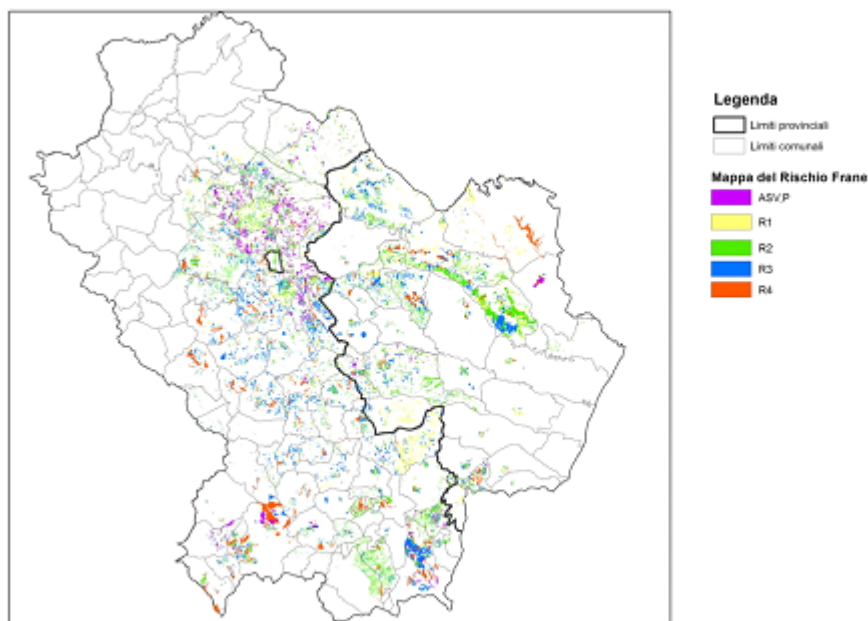 Legenda
Limiti provinciali
Limiti comunali
Mappa del Rischio Frane
ASV,P
R1
R2
R3
R4